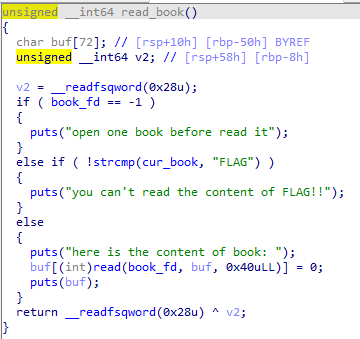 unsigned __int64 read_book()
{
  char buf[72]; // [rsp+10h] [rbp-50h] BYREF
  unsigned __int64 v2; // [rsp+58h] [rbp-8h]

  v2 = __readfsqword(0x28u);
  if ( book_fd == -1 )
  {
    puts("open one book before read it");
  }
  else if ( !strcmp(cur_book, "FLAG") )
  {
    puts("you can't read the content of FLAG!!");
  }
  else
  {
    puts("here is the content of book: ");
    buf[(int)read(book_fd, buf, 0x40uLL)] = 0;
    puts(buf);
  }
  return __readfsqword(0x28u) ^ v2;
}